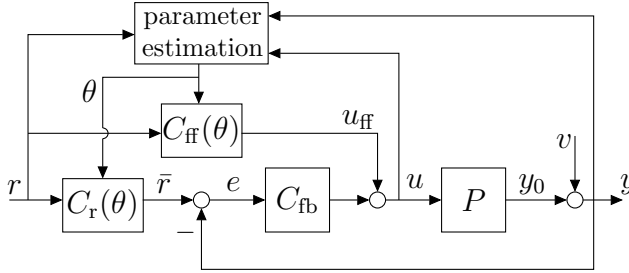 parameter
estimation
θ
C_ff(θ)
u_ff
v
r
C_r(θ)
r̄
e
C_fb
u
P
y_0
y
−